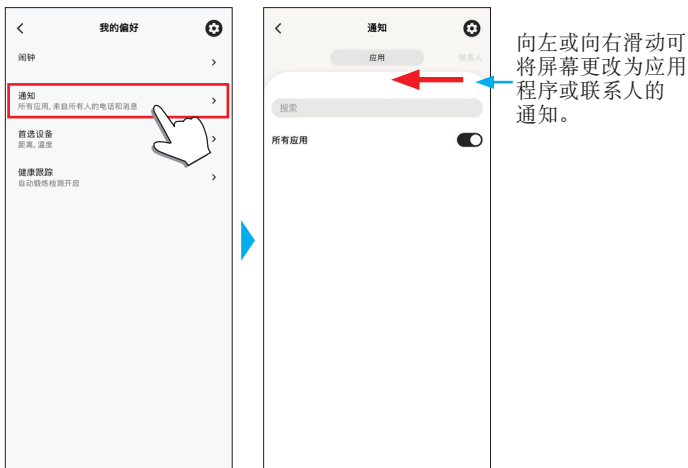 我的偏好
闹钟
通知
所有应用, 来自所有人的电话和消息
首选设备
距离, 温度
健康跟踪
自动锻炼检测开启
通知
应用
联系人
搜索
所有应用
向左或向右滑动可
将屏幕更改为应用
程序或联系人的
通知。